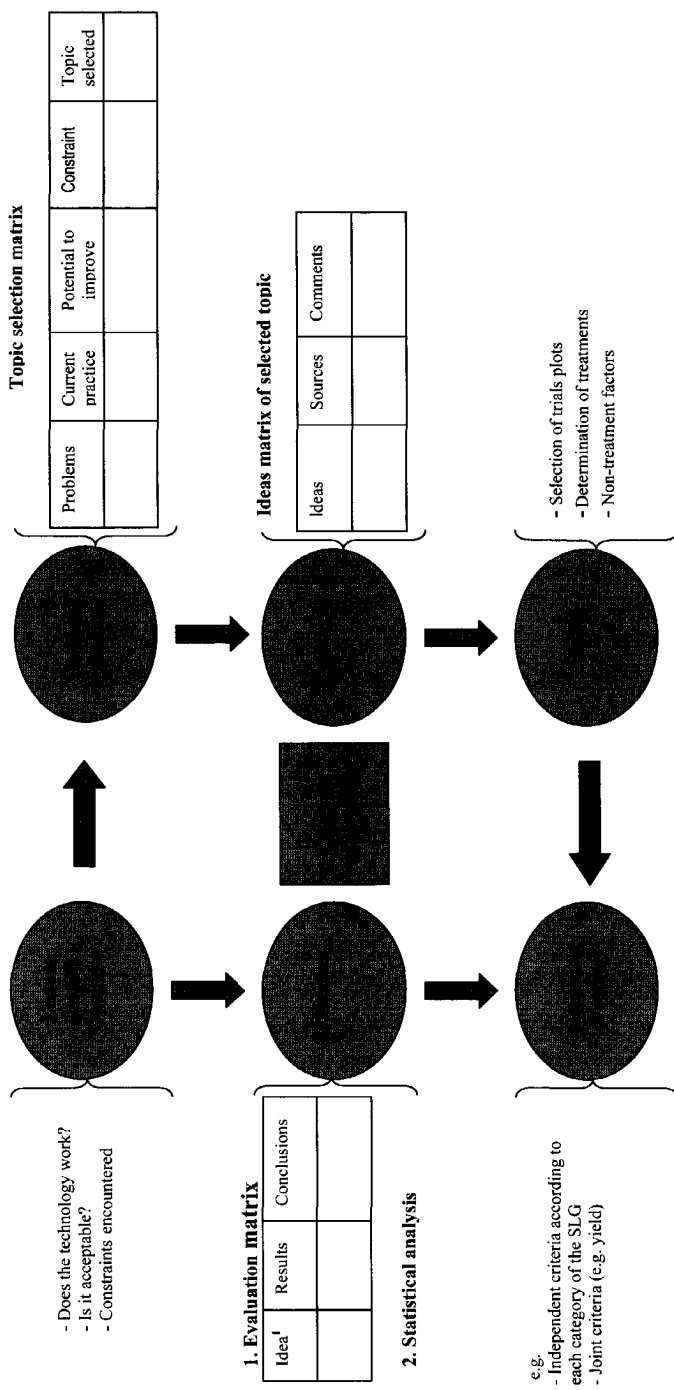 Topic selection matrix
Problems
Current
practice
Potential to
improve
Constraint
Topic
selected
Ideas matrix of selected topic
Ideas
Sources
Comments
- Selection of trials plots
- Determination of treatments
- Non-treatment factors
- Does the technology work?
- Is it acceptable?
- Constraints encountered
1. Evaluation matrix
Idea¹
Results
Conclusions
2. Statistical analysis
e.g.
- Independent criteria according to
each category of the SLG
- Joint criteria (e.g. yield)